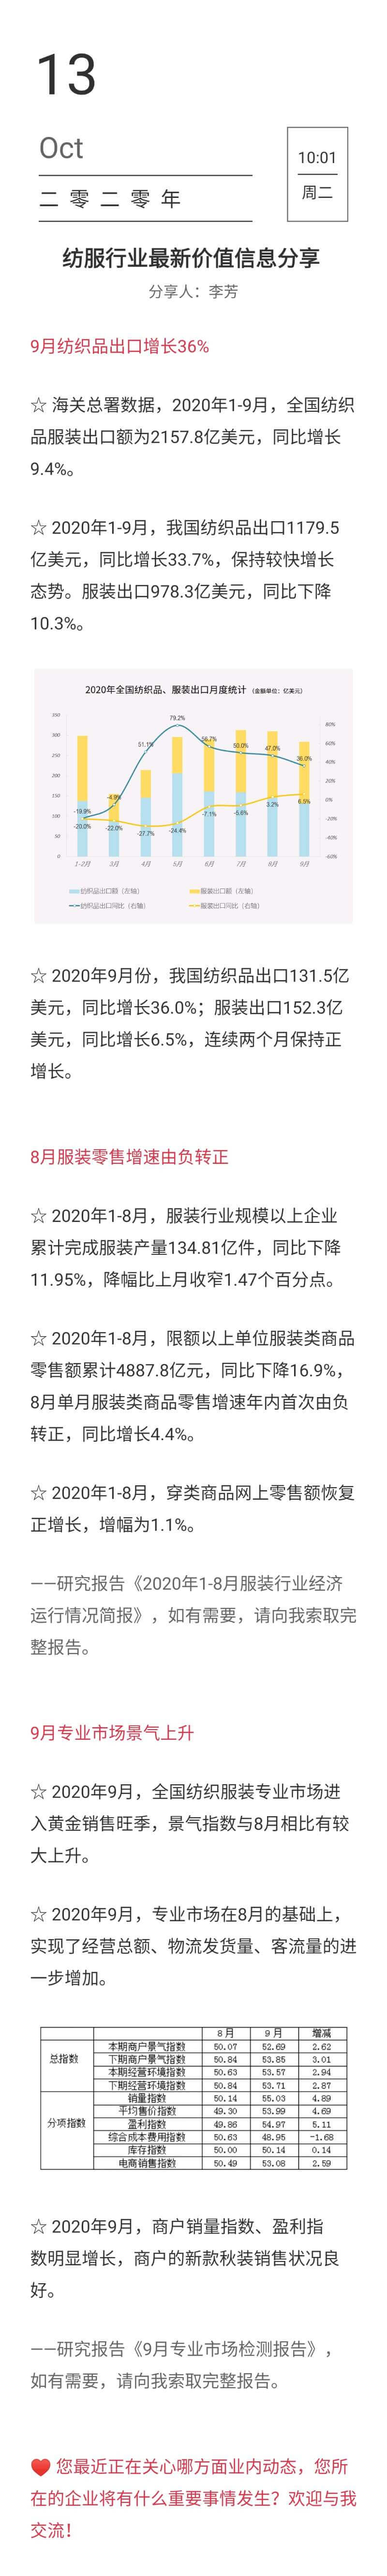 13
Oct
二零二零年
10:01
周二
纺服行业最新价值信息分享
分享人：李芳
9月纺织品出口增长36%
☆ 海关总署数据，2020年1-9月，全国纺织
品服装出口额为2157.8亿美元，同比增长
9.4%。
☆ 2020年1-9月，我国纺织品出口1179.5
亿美元，同比增长33.7%，保持较快增长
态势。服装出口978.3亿美元，同比下降
10.3%。
2020年全国纺织品、服装出口月度统计 （金额单位：亿美元）
350
300
250
200
150
100
50
0
80%
60%
40%
20%
0%
-20%
-40%
-60%
-19.9%
-4.9%
51.1%
79.2%
56.7%
50.0%
47.0%
36.0%
-20.0%
-22.0%
-27.7%
-24.4%
-7.1%
-5.6%
3.2%
6.5%
1-2月 3月 4月 5月 6月 7月 8月 9月
纺织品出口额（左轴） 服装出口额（左轴）
纺织品出口同比（右轴） 服装出口同比（右轴）
☆ 2020年9月份，我国纺织品出口131.5亿
美元，同比增长36.0%；服装出口152.3亿
美元，同比增长6.5%，连续两个月保持正
增长。
8月服装零售增速由负转正
☆ 2020年1-8月，服装行业规模以上企业
累计完成服装产量134.81亿件，同比下降
11.95%，降幅比上月收窄1.47个百分点。
☆ 2020年1-8月，限额以上单位服装类商品
零售额累计4887.8亿元，同比下降16.9%，
8月单月服装类商品零售增速年内首次由负
转正，同比增长4.4%。
☆ 2020年1-8月，穿类商品网上零售额恢复
正增长，增幅为1.1%。
——研究报告《2020年1-8月服装行业经济
运行情况简报》，如有需要，请向我索取完
整报告。
9月专业市场景气上升
☆ 2020年9月，全国纺织服装专业市场进
入黄金销售旺季，景气指数与8月相比有较
大上升。
☆ 2020年9月，专业市场在8月的基础上，
实现了经营总额、物流发货量、客流量的进
一步增加。
8月 9月 增减
总指数
本期商户景气指数 50.07 52.69 2.62
下期商户景气指数 50.84 53.85 3.01
本期经营环境指数 50.63 53.57 2.94
下期经营环境指数 50.84 53.71 2.87
分项指数
销量指数 50.14 55.03 4.89
平均售价指数 49.30 53.99 4.69
盈利指数 49.86 54.97 5.11
综合成本费用指数 50.63 48.95 -1.68
库存指数 50.00 50.14 0.14
电商销售指数 50.49 53.08 2.59
☆ 2020年9月，商户销量指数、盈利指
数明显增长，商户的新款秋装销售状况良
好。
——研究报告《9月专业市场检测报告》，
如有需要，请向我索取完整报告。
❤️ 您最近正在关心哪方面业内动态，您所
在的企业将有什么重要事情发生？欢迎与我
交流！